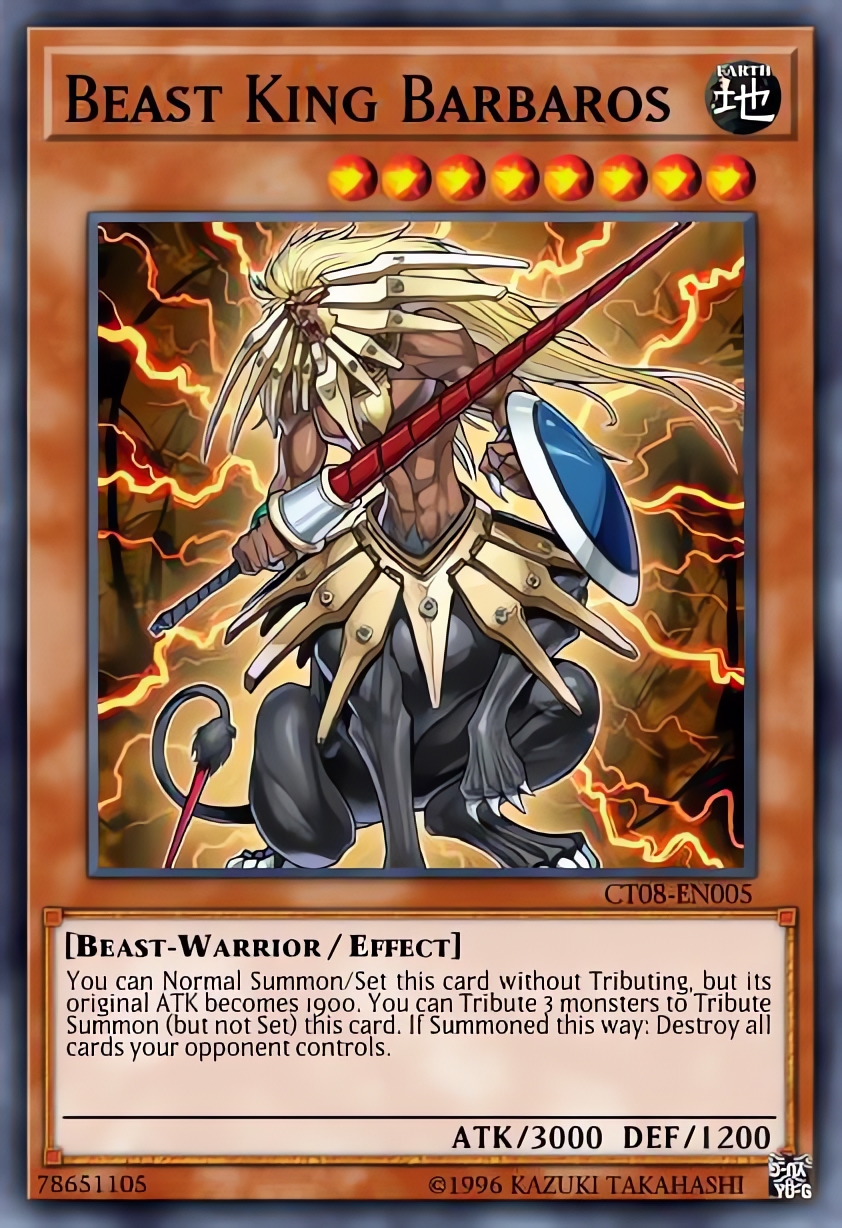 BEAST KING BARBAROS
EARTH
地
CT08-EN005
[BEAST-WARRIOR / EFFECT]
You can Normal Summon/Set this card without Tributing, but its
original ATK becomes 1900. You can Tribute 3 monsters to Tribute
Summon (but not Set) this card. If Summoned this way: Destroy all
cards your opponent controls.
ATK/3000 DEF/1200
78651105 ©1996 KAZUKI TAKAHASHI